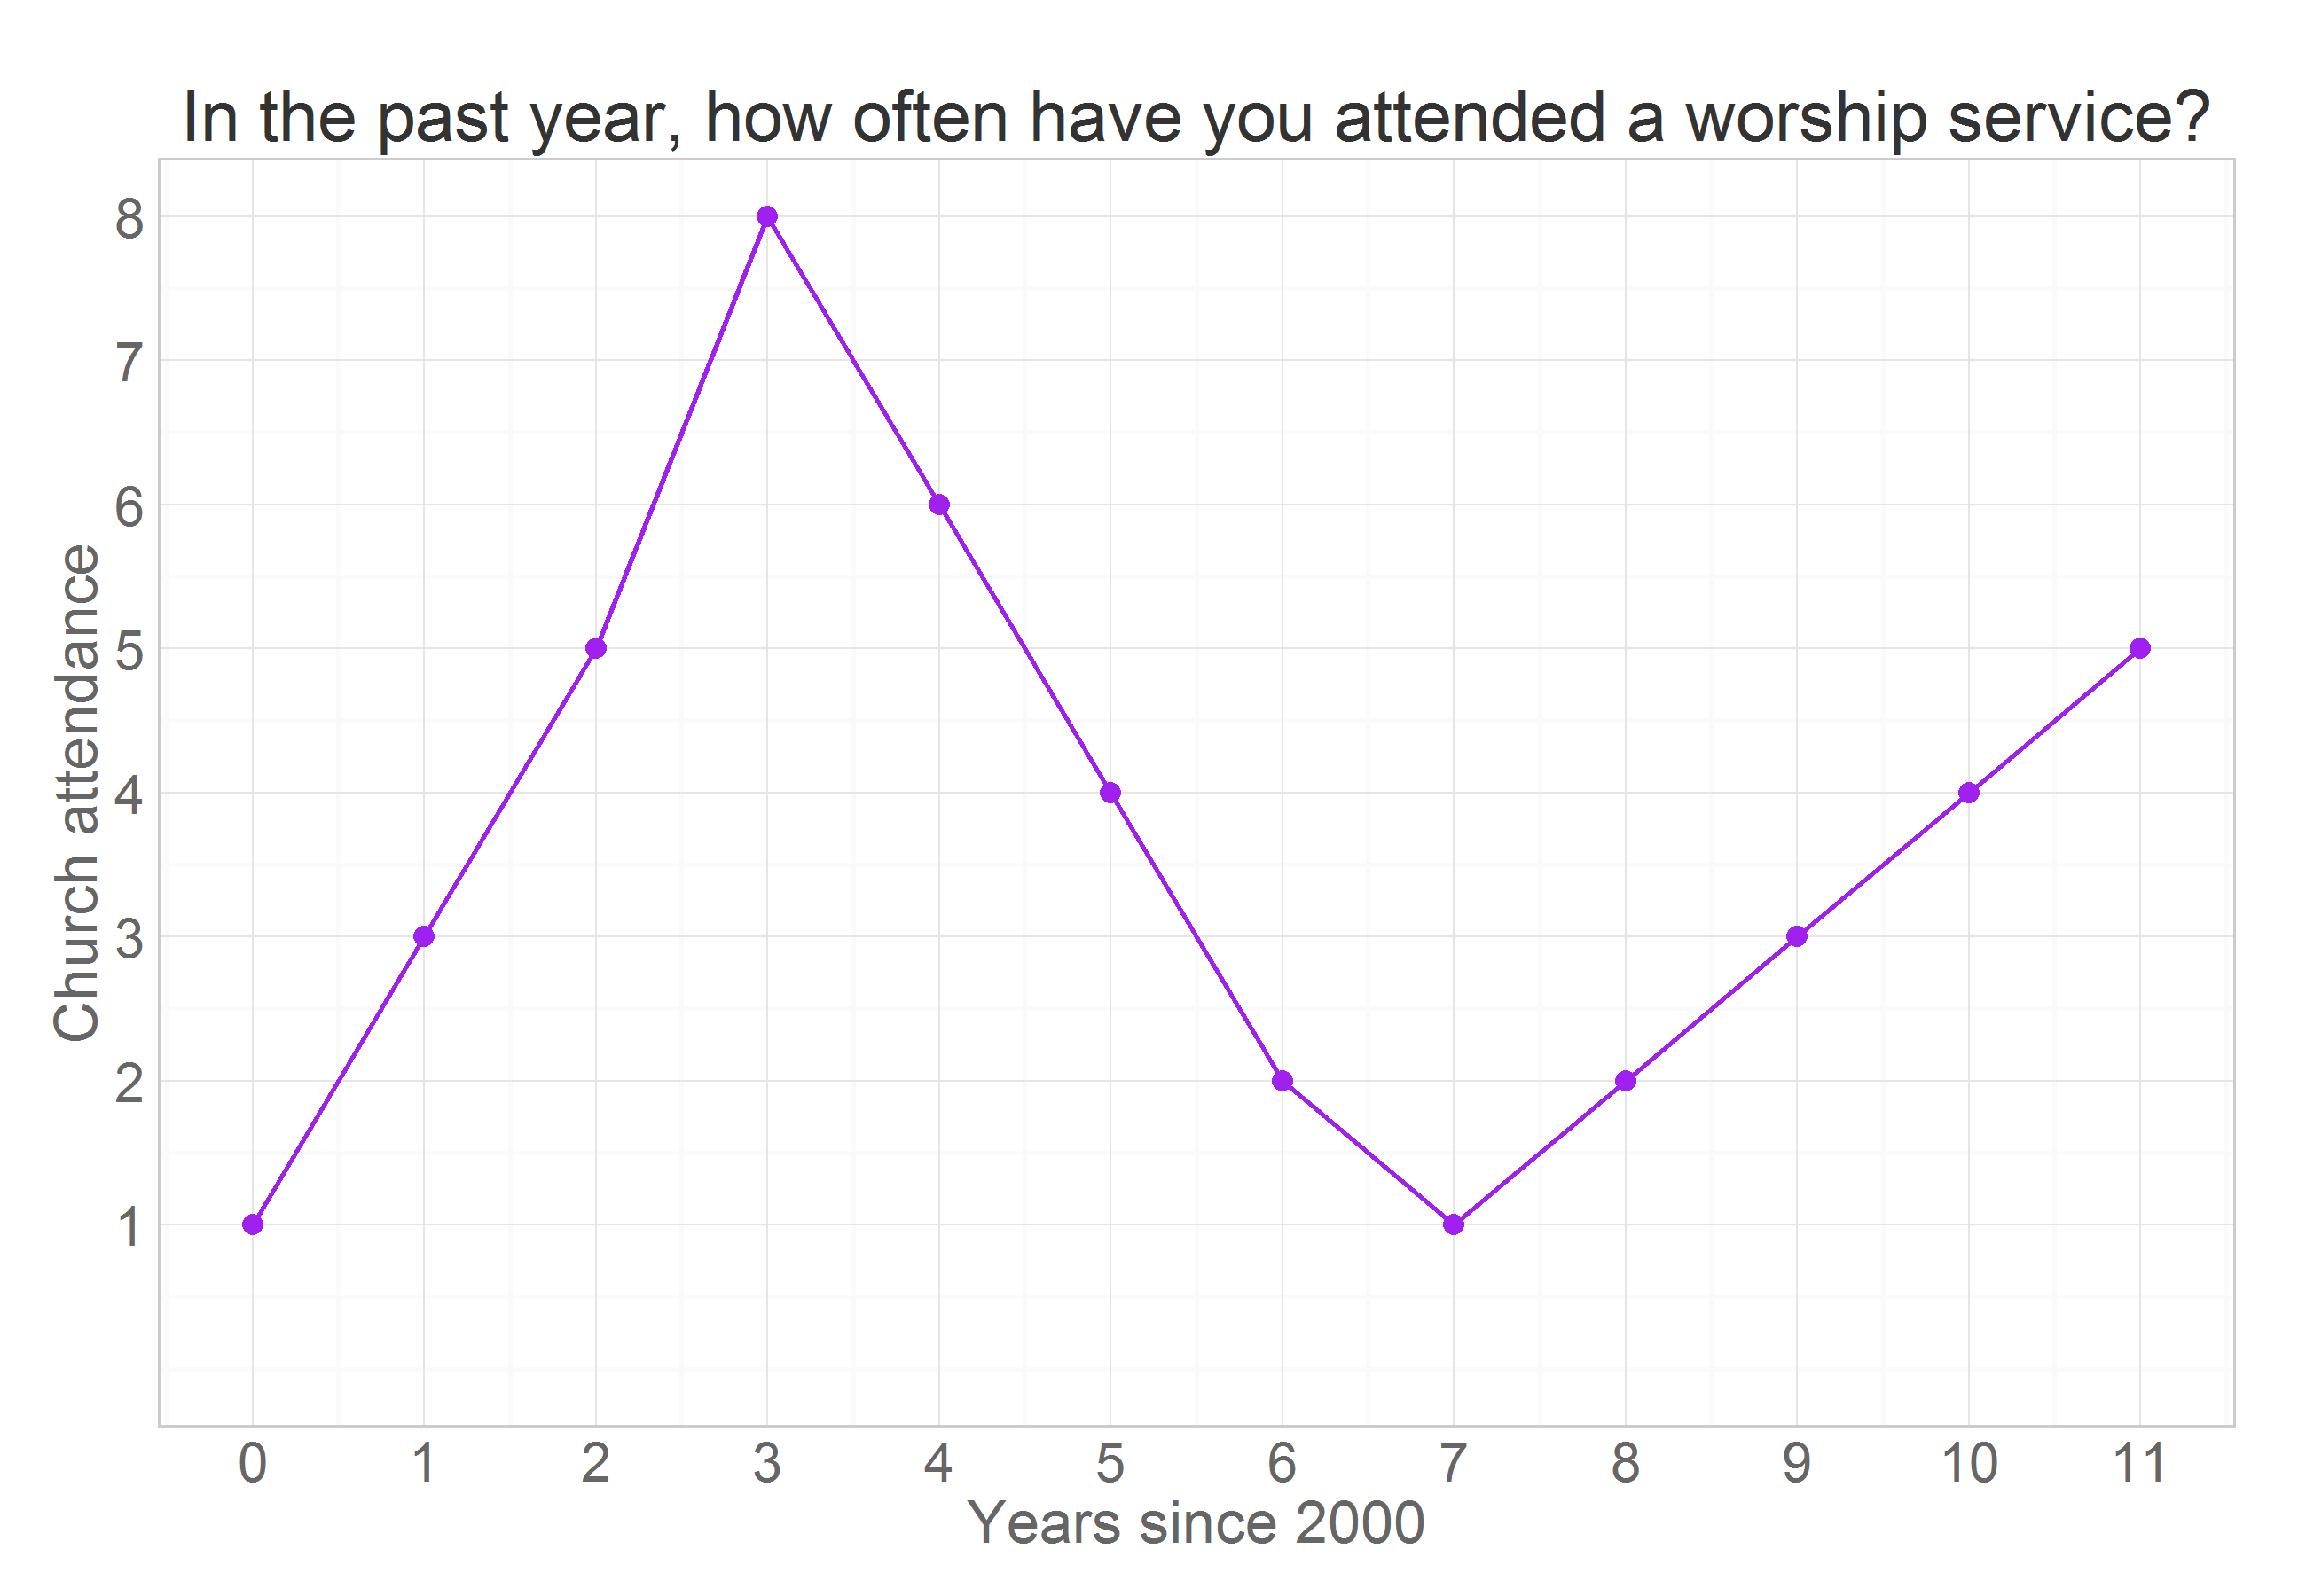 In the past year, how often have you attended a worship service?
8
7
6
5
4
3
2
1
Church attendance
0 1 2 3 4 5 6 7 8 9 10 11
Years since 2000